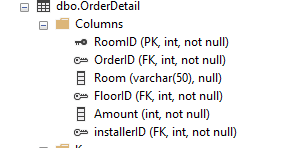 dbo.OrderDetail
Columns
RoomID (PK, int, not null)
OrderID (FK, int, not null)
Room (varchar(50), null)
FloorID (FK, int, not null)
Amount (int, not null)
installerID (FK, int, not null)